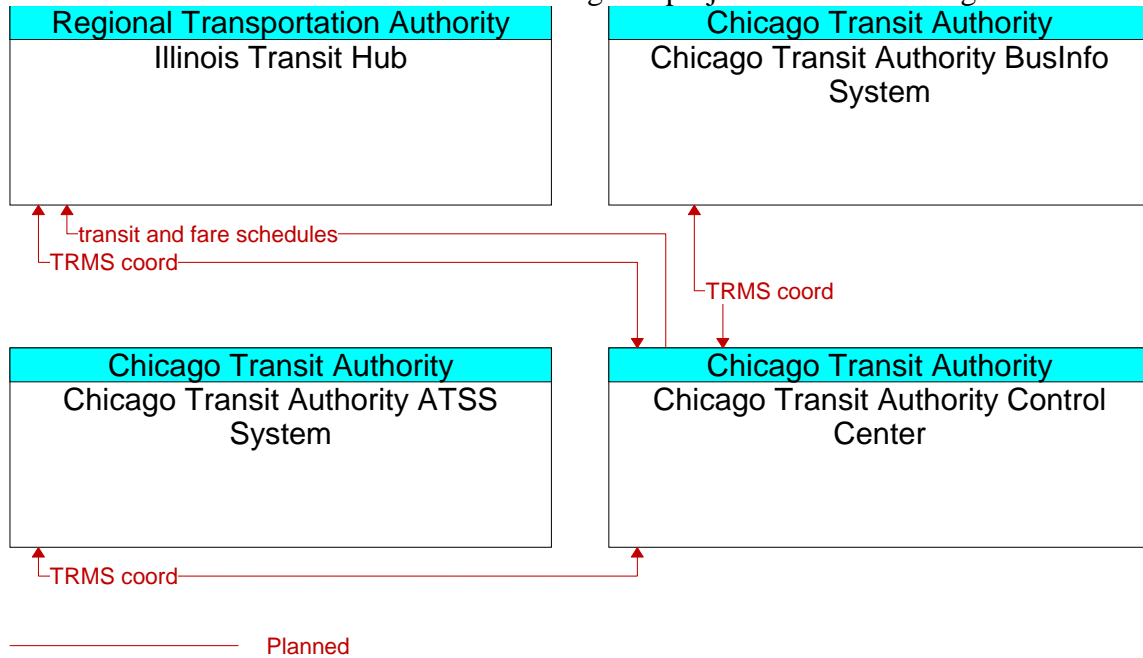 Regional Transportation Authority
Illinois Transit Hub
Chicago Transit Authority
Chicago Transit Authority BusInfo
System
transit and fare schedules
TRMS coord
TRMS coord
Chicago Transit Authority
Chicago Transit Authority ATSS
System
Chicago Transit Authority
Chicago Transit Authority Control
Center
TRMS coord
Planned